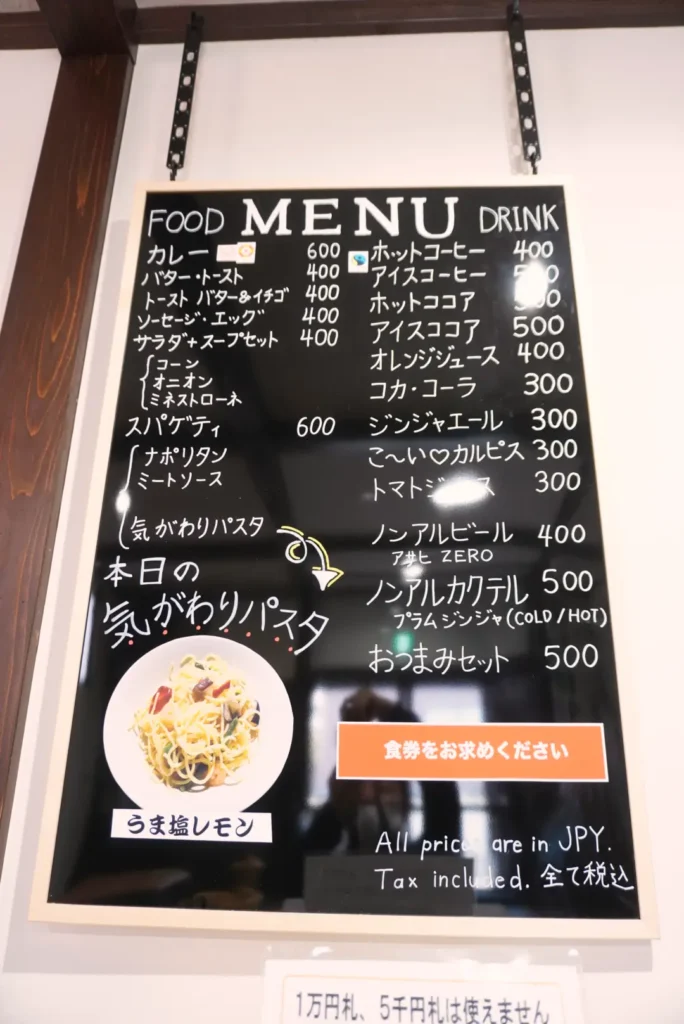 FOOD MENU DRINK
カレー 600
バター・トースト 400
トースト バター&イチゴ 400
ソーセージ・エッグ 400
サラダ+スープセット 400
コーン
オニオン
ミネストローネ
スパゲティ 600
ナポリタン
ミートソース
気がわりパスタ
本日の
気がわりパスタ
うま塩レモン
ホットコーヒー 400
アイスコーヒー
ホットココア
アイスココア 500
オレンジジュース 400
コカ・コーラ 300
ジンジャエール 300
こ〜い♡カルピス 300
300
ノンアルビール 400
アサヒ ZERO
ノンアルカクテル 500
プラムジンジャ(COLD/HOT)
おつまみセット 500
食券をお求めください
All prices are in JPY.
Tax included. 全て税込
1万円札、5千円札は使えません